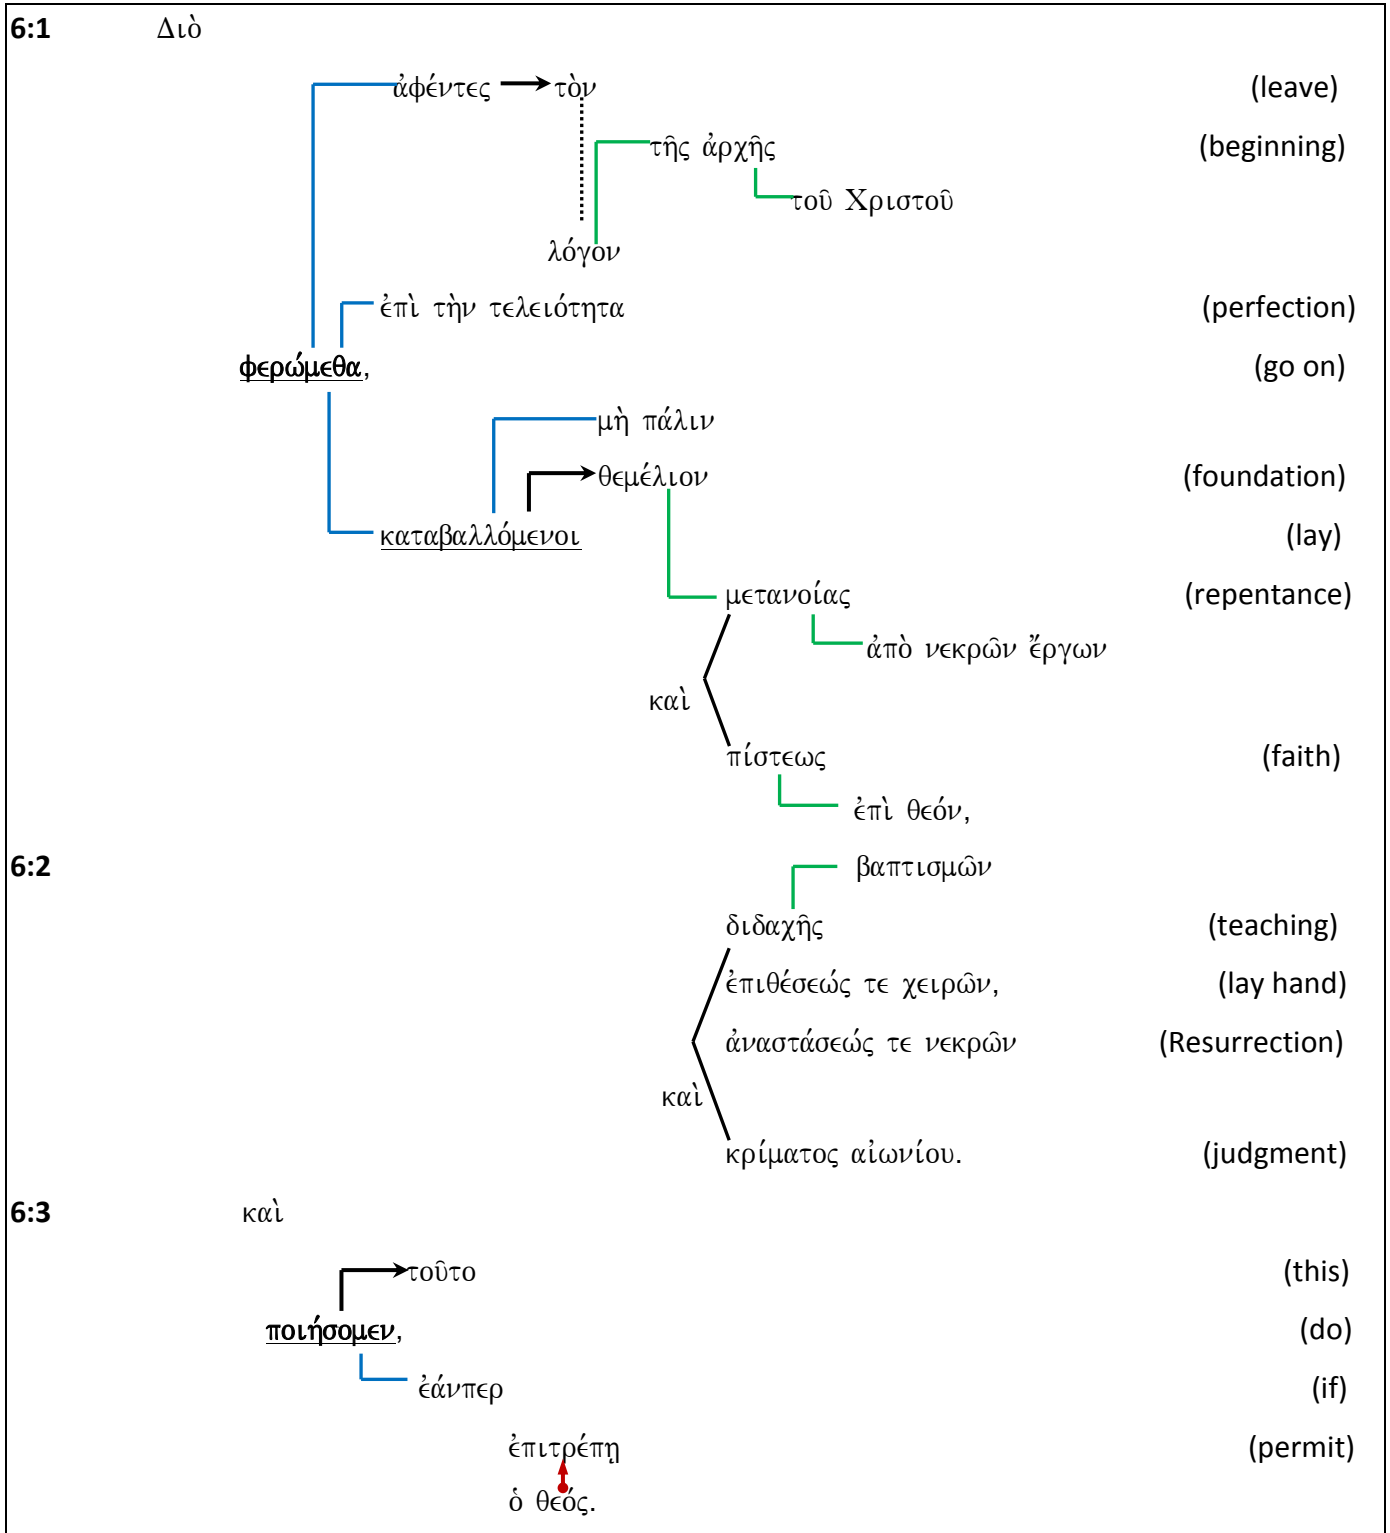 6:1 Διὸ
ἀφέντες τὸν (leave)
τῆς ἀρχῆς (beginning)
τοῦ Χριστοῦ
λόγον
ἐπὶ τὴν τελειότητα (perfection)
φερώμεθα, (go on)
μὴ πάλιν
θεμέλιον (foundation)
καταβαλλόμενοι (lay)
μετανοίας (repentance)
ἀπὸ νεκρῶν ἔργων
καὶ
πίστεως (faith)
ἐπὶ θεόν,
6:2 βαπτισμῶν
διδαχῆς (teaching)
ἐπιθέσεώς τε χειρῶν, (lay hand)
ἀναστάσεώς τε νεκρῶν (Resurrection)
καὶ
κρίματος αἰωνίου. (judgment)
6:3 καὶ
τοῦτο (this)
ποιήσομεν, (do)
ἐάνπερ (if)
ἐπιτρέπῃ (permit)
ὁ θεός.